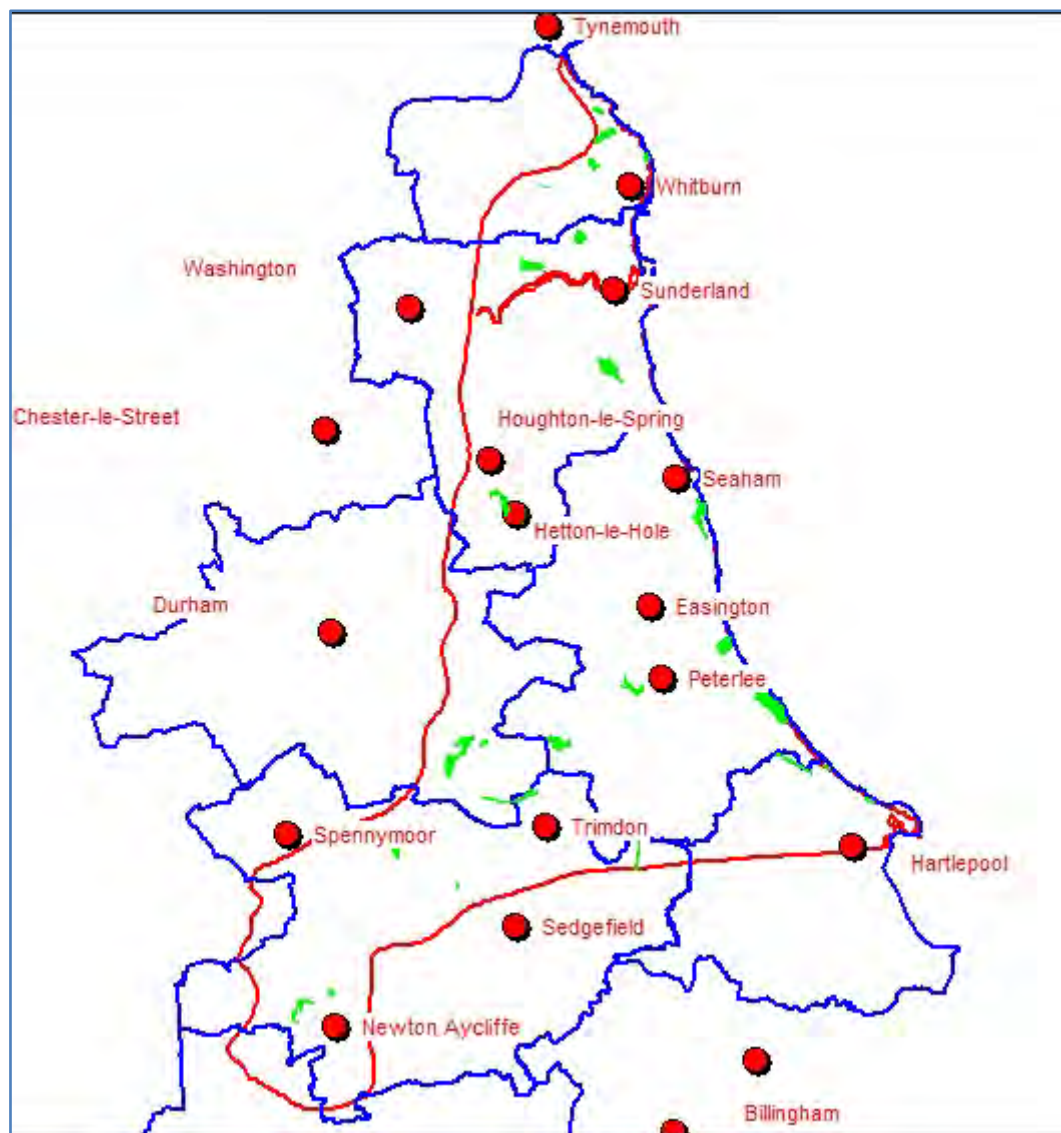 Tynemouth
Whitburn
Washington
Sunderland
Chester-le-Street
Houghton-le-Spring
Seaham
Hetton-le-Hole
Durham
Easington
Peterlee
Spennymoor
Trimdon
Hartlepool
Sedgefield
Newton Aycliffe
Billingham